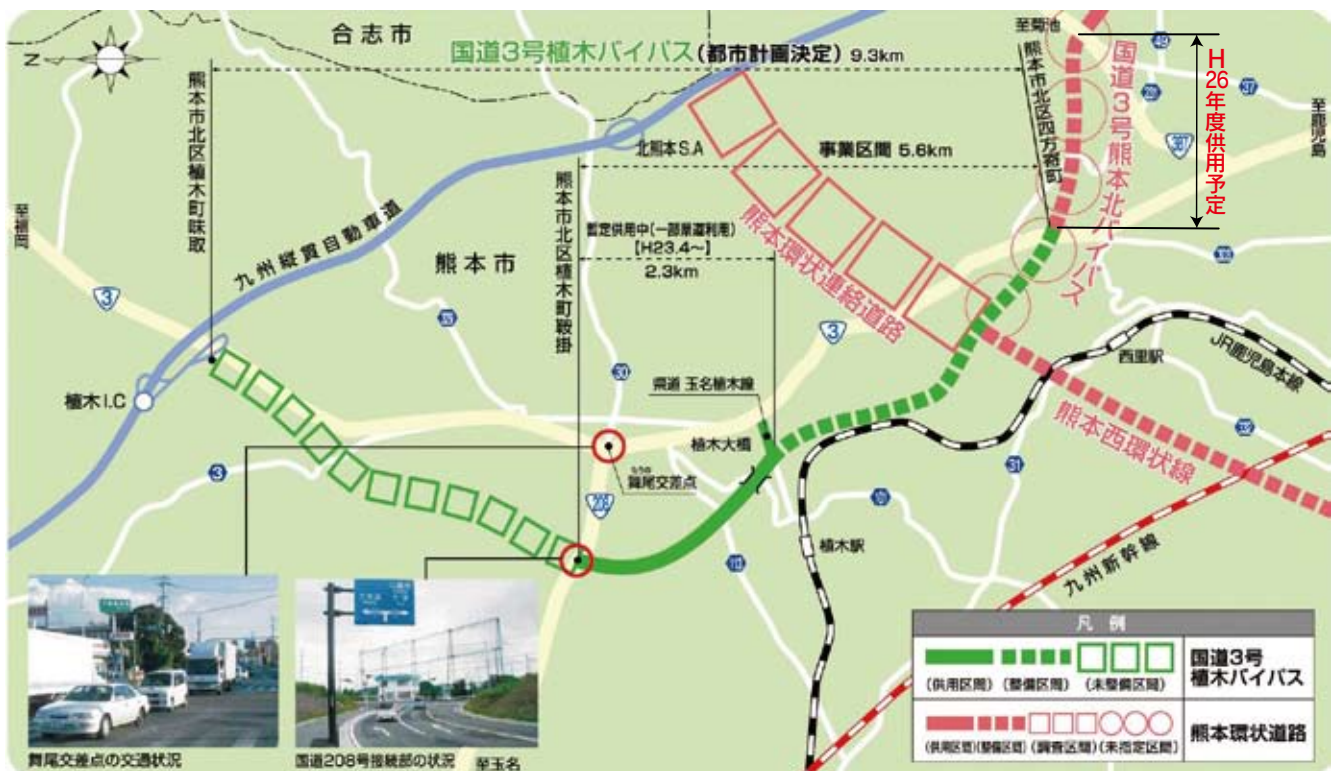 合志市
国道3号植木バイパス(都市計画決定) 9.3km
至菊池
熊本市北区四方寄町
国道3号熊本北バイパス
H26年度供用予定
至鹿児島
49
37
387
N
熊本市北区植木町味取
北熊本S.A
事業区間 5.6km
至福岡
九州縦貫自動車道
熊本市
熊本市北区植木町鞍掛
暫定供用中(一部県道利用)
[H23.4~]
2.3km
熊本環状連絡道路
3
3
30
西里駅
JR鹿児島本線
植木I.C
県道 玉名植木線
植木大橋
舞尾交差点
熊本西環状線
3
208
31
101
植木駅
113
九州新幹線
凡例
(供用区間) (整備区間) (未整備区間)
国道3号
植木バイパス
(供用区間)(整備区間)(調査区間)(未指定区間)
熊本環状道路
舞尾交差点の交通状況
国道208号接続部の状況
至玉名